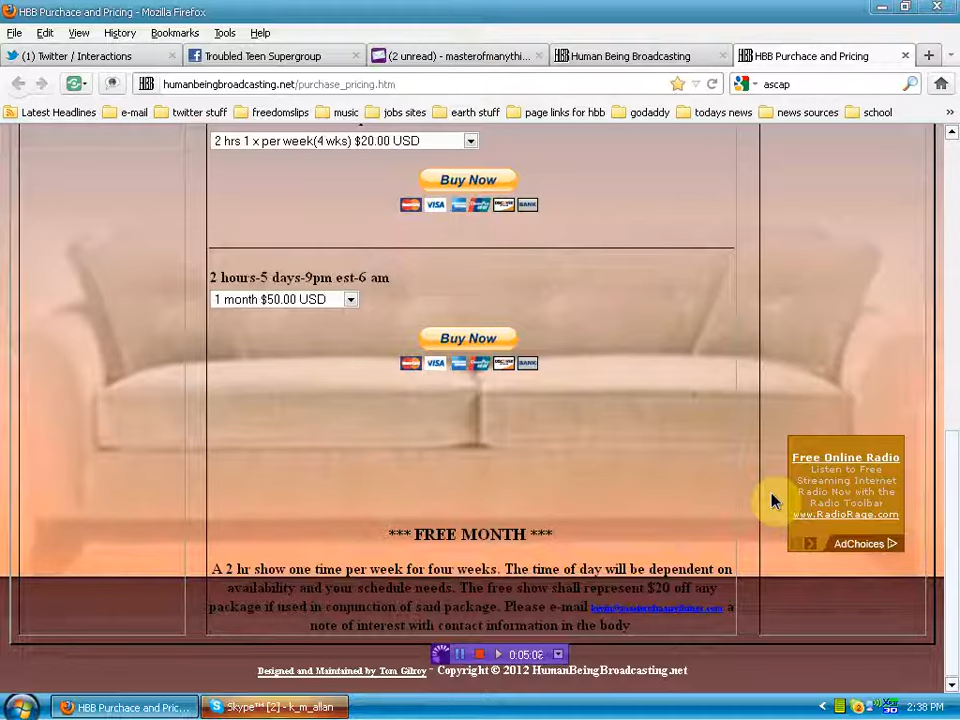 HBB Purchace and Pricing - Mozilla Firefox
File Edit View History Bookmarks Tools Help
(1) Twitter / Interactions
Troubled Teen Supergroup
(2 unread) - masterofmanythi...
Human Being Broadcasting
HBB Purchace and Pricing
humanbeingbroadcasting.net/purchase_pricing.htm
ascap
Latest Headlines e-mail twitter stuff freedomslips music jobs sites earth stuff page links for hbb godaddy todays news news sources school
2 hrs 1 x per week(4 wks) $20.00 USD
Buy Now
VISA DISCOVER BANK
2 hours-5 days-9pm est-6 am
1 month $50.00 USD
Buy Now
VISA DISCOVER BANK
Free Online Radio
Listen to Free
Streaming Internet
Radio Now with the
Radio Toolbar
www.RadioRage.com
AdChoices
*** FREE MONTH ***
A 2 hr show one time per week for four weeks. The time of day will be dependent on
availability and your schedule needs. The free show shall represent $20 off any
package if used in conjunction of said package. Please e-mail a
note of interest with contact information in the body
0:05:02
Designed and Maintained by Tom Gilroy ~ Copyright © 2012 HumanBeingBroadcasting.net
HBB Purchace and Pric...
Skype™ [2] - k_m_allan
2:38 PM